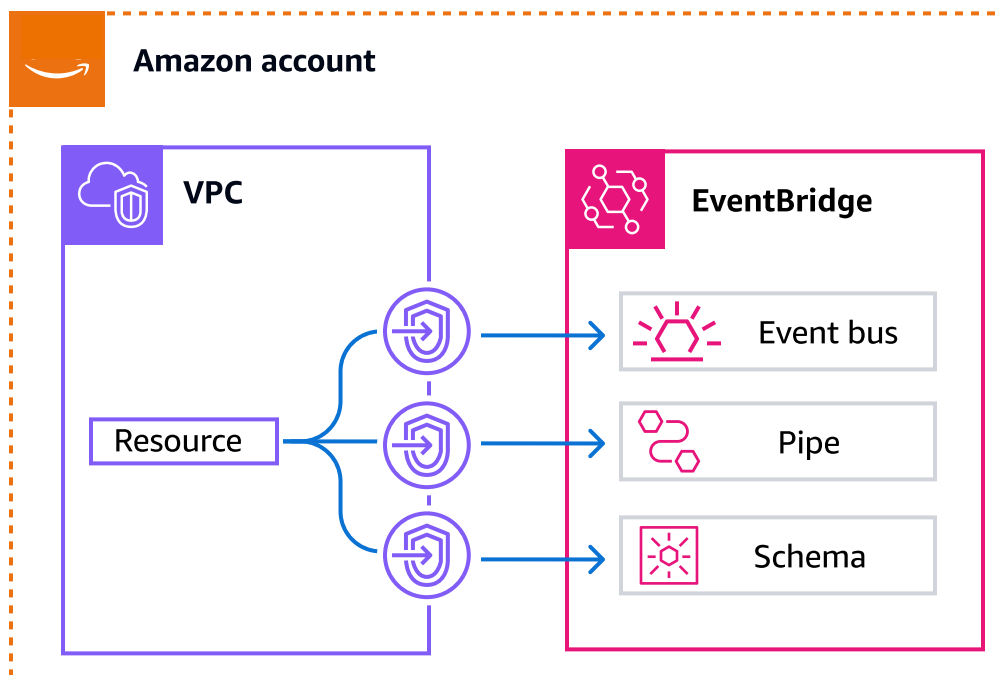 Amazon account
VPC
EventBridge
Event bus
Resource
Pipe
Schema